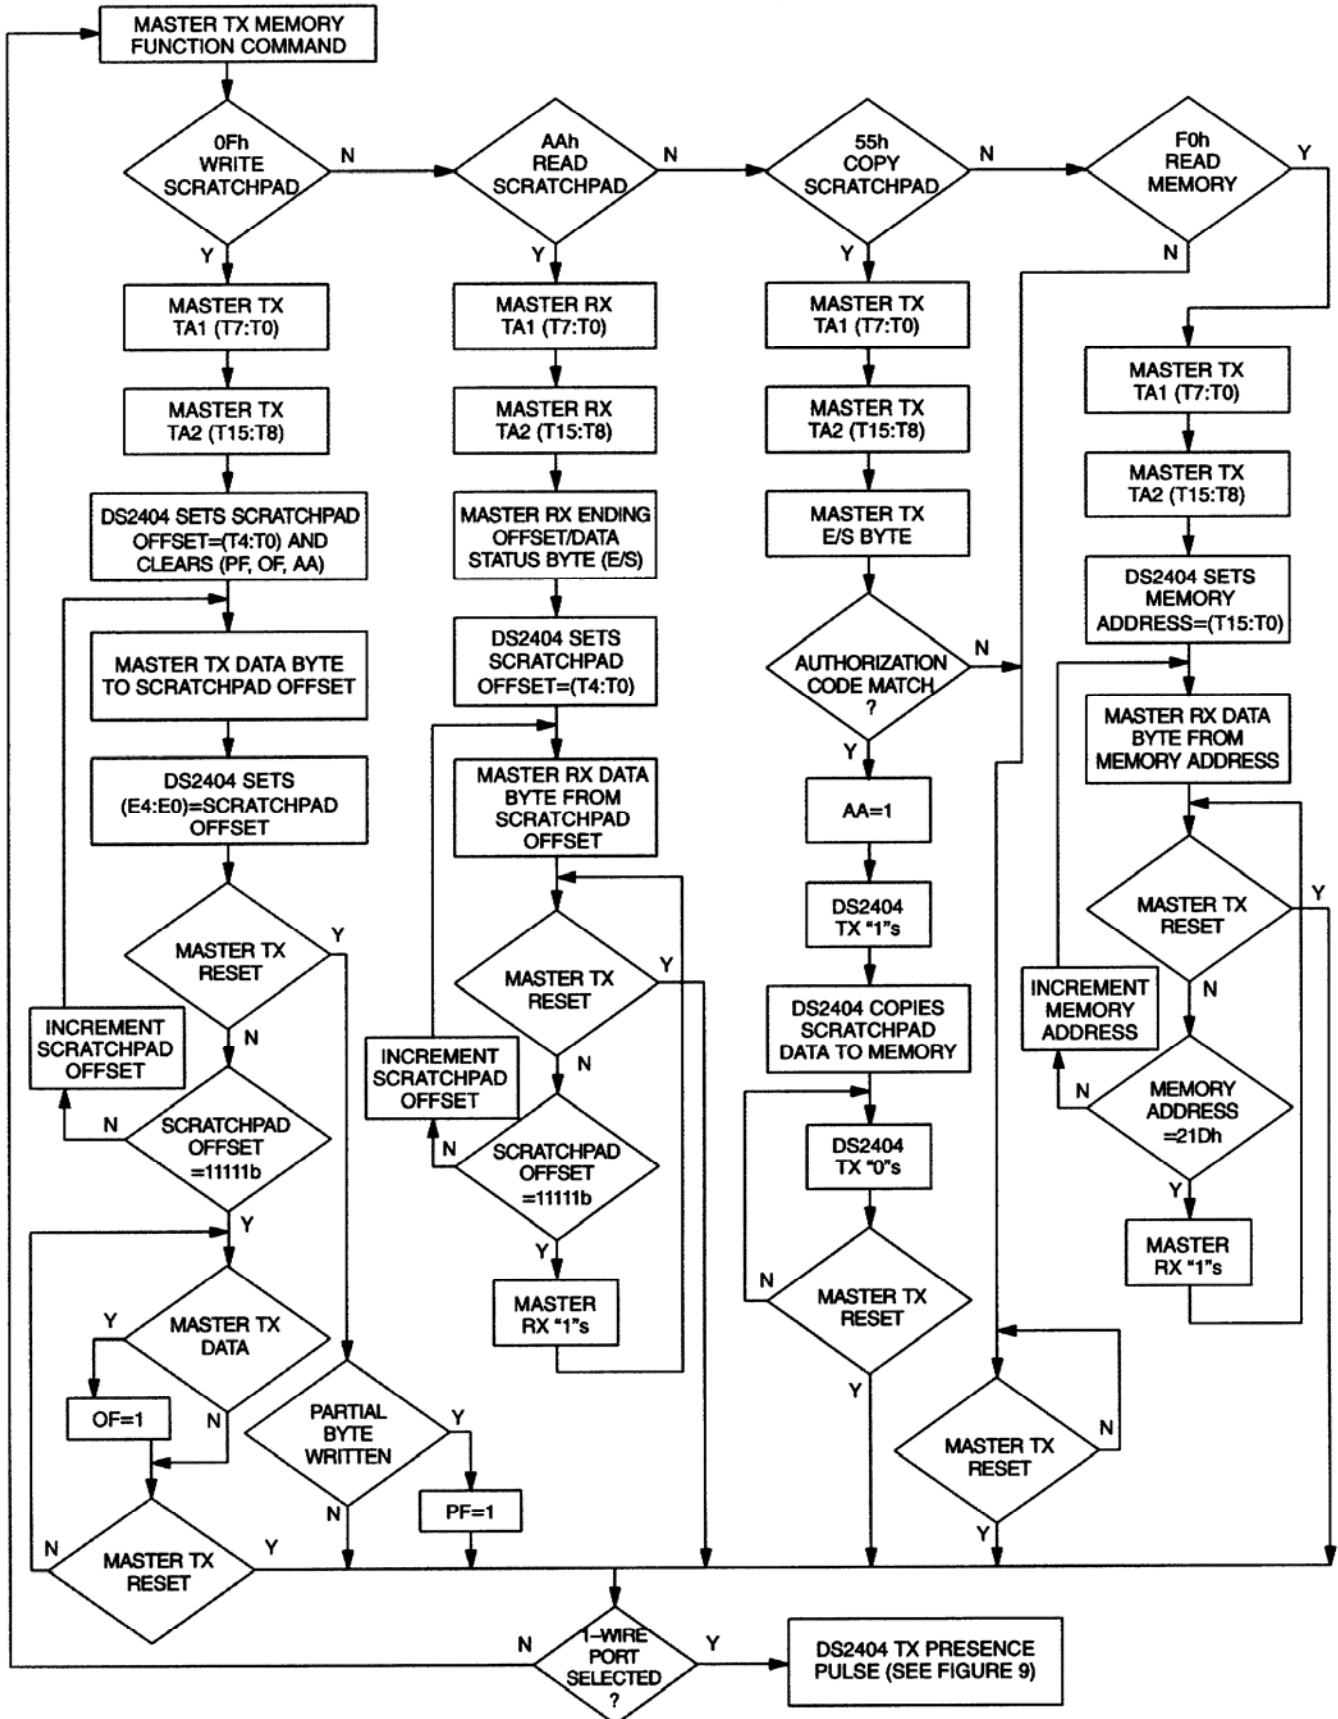 MASTER TX MEMORY
FUNCTION COMMAND
0Fh
WRITE
SCRATCHPAD
N
Y
AAh
READ
SCRATCHPAD
N
Y
55h
COPY
SCRATCHPAD
N
Y
F0h
READ
MEMORY
Y
N
MASTER TX
TA1 (T7:T0)
MASTER TX
TA2 (T15:T8)
DS2404 SETS SCRATCHPAD
OFFSET=(T4:T0) AND
CLEARS (PF, OF, AA)
MASTER TX DATA BYTE
TO SCRATCHPAD OFFSET
DS2404 SETS
(E4:E0)=SCRATCHPAD
OFFSET
MASTER TX
RESET
Y
N
INCREMENT
SCRATCHPAD
OFFSET
N
SCRATCHPAD
OFFSET
=11111b
Y
MASTER TX
DATA
Y
N
OF=1
MASTER TX
RESET
N
Y
PARTIAL
BYTE
WRITTEN
Y
N
PF=1
MASTER RX
TA1 (T7:T0)
MASTER RX
TA2 (T15:T8)
MASTER RX ENDING
OFFSET/DATA
STATUS BYTE (E/S)
DS2404 SETS
SCRATCHPAD
OFFSET=(T4:T0)
MASTER RX DATA
BYTE FROM
SCRATCHPAD
OFFSET
MASTER TX
RESET
Y
N
INCREMENT
SCRATCHPAD
OFFSET
N
SCRATCHPAD
OFFSET
=11111b
Y
MASTER
RX "1"s
MASTER TX
TA1 (T7:T0)
MASTER TX
TA2 (T15:T8)
MASTER TX
E/S BYTE
AUTHORIZATION
CODE MATCH
?
N
Y
AA=1
DS2404
TX "1"s
DS2404 COPIES
SCRATCHPAD
DATA TO MEMORY
DS2404
TX "0"s
MASTER TX
RESET
N
Y
MASTER TX
RESET
N
Y
MASTER TX
TA1 (T7:T0)
MASTER TX
TA2 (T15:T8)
DS2404 SETS
MEMORY
ADDRESS=(T15:T0)
MASTER RX DATA
BYTE FROM
MEMORY ADDRESS
MASTER TX
RESET
Y
N
INCREMENT
MEMORY
ADDRESS
N
MEMORY
ADDRESS
=21Dh
Y
MASTER
RX "1"s
1–WIRE
PORT
SELECTED
?
N
Y
DS2404 TX PRESENCE
PULSE (SEE FIGURE 9)